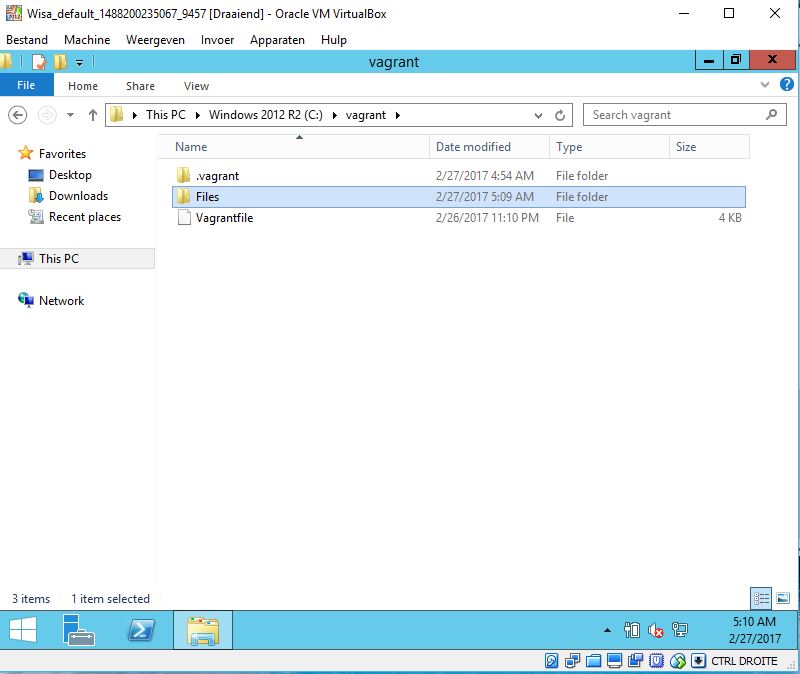 Wisa_default_1488200235067_9457 [Draaiend] - Oracle VM VirtualBox
Bestand Machine Weergeven Invoer Apparaten Hulp
vagrant
File Home Share View
This PC Windows 2012 R2 (C:) vagrant Search vagrant
Name Date modified Type Size
Favorites
Desktop
Downloads
Recent places
This PC
Network
.vagrant 2/27/2017 4:54 AM File folder
Files 2/27/2017 5:09 AM File folder
Vagrantfile 2/26/2017 11:10 PM File 4 KB
3 items 1 item selected
5:10 AM
2/27/2017
CTRL DROITE